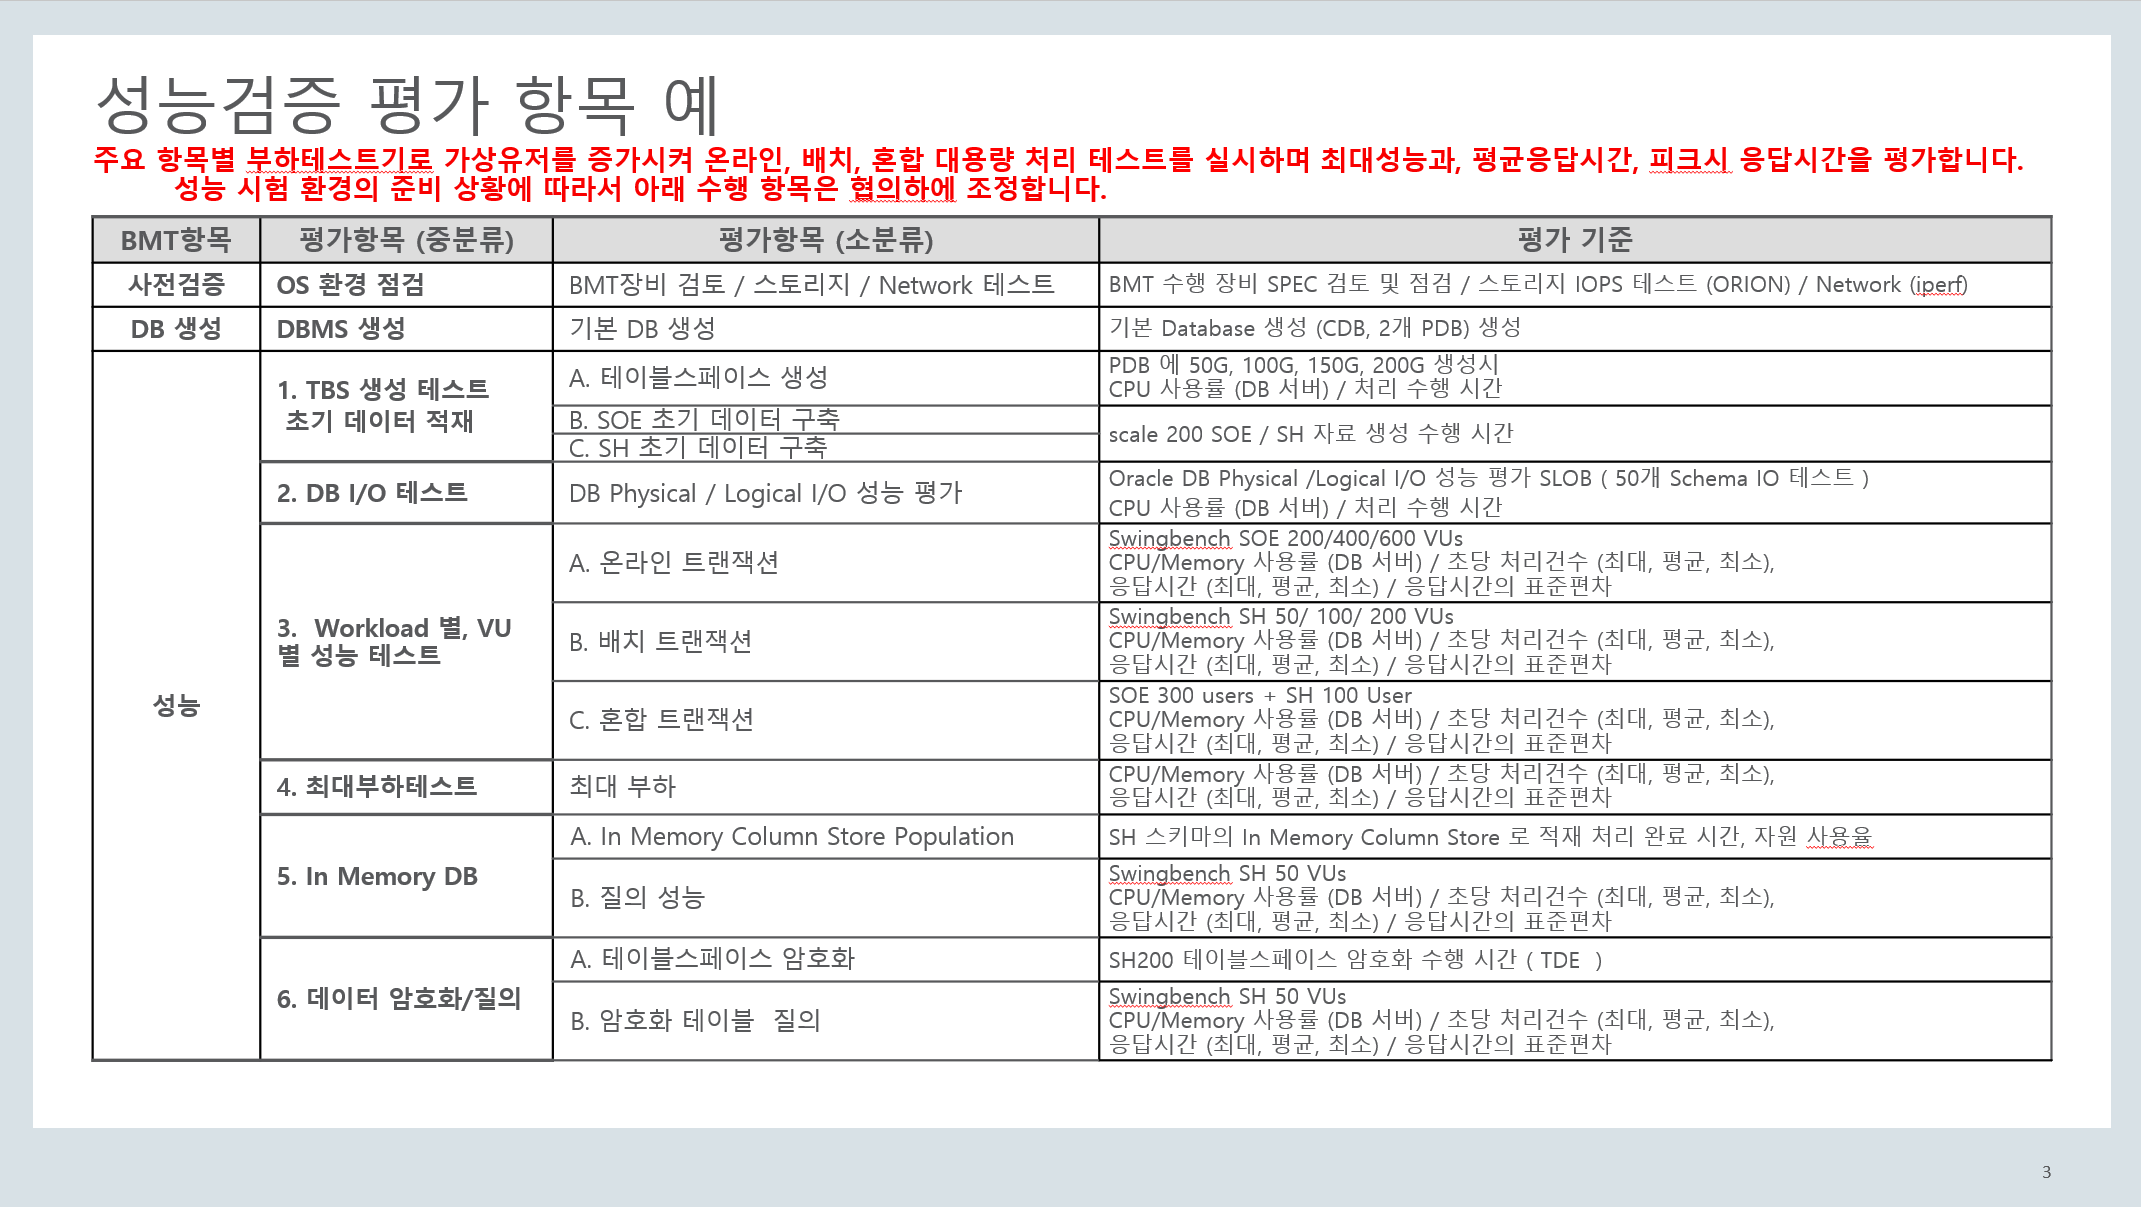 성능검증 평가 항목 예
주요 항목별 부하테스트기로 가상유저를 증가시켜 온라인, 배치, 혼합 대용량 처리 테스트를 실시하며 최대성능과, 평균응답시간, 피크시 응답시간을 평가합니다.
성능 시험 환경의 준비 상황에 따라서 아래 수행 항목은 협의하에 조정합니다.
BMT항목 평가항목 (중분류) 평가항목 (소분류) 평가 기준
사전검증 OS 환경 점검 BMT장비 검토 / 스토리지 / Network 테스트 BMT 수행 장비 SPEC 검토 및 점검 / 스토리지 IOPS 테스트 (ORION) / Network (iperf)
DB 생성 DBMS 생성 기본 DB 생성 기본 Database 생성 (CDB, 2개 PDB) 생성
성능
1. TBS 생성 테스트
초기 데이터 적재
A. 테이블스페이스 생성
PDB 에 50G, 100G, 150G, 200G 생성시
CPU 사용률 (DB 서버) / 처리 수행 시간
B. SOE 초기 데이터 구축
C. SH 초기 데이터 구축
scale 200 SOE / SH 자료 생성 수행 시간
2. DB I/O 테스트
DB Physical / Logical I/O 성능 평가
Oracle DB Physical /Logical I/O 성능 평가 SLOB ( 50개 Schema IO 테스트 )
CPU 사용률 (DB 서버) / 처리 수행 시간
3. Workload 별, VU
별 성능 테스트
A. 온라인 트랜잭션
Swingbench SOE 200/400/600 VUs
CPU/Memory 사용률 (DB 서버) / 초당 처리건수 (최대, 평균, 최소),
응답시간 (최대, 평균, 최소) / 응답시간의 표준편차
B. 배치 트랜잭션
Swingbench SH 50/ 100/ 200 VUs
CPU/Memory 사용률 (DB 서버) / 초당 처리건수 (최대, 평균, 최소),
응답시간 (최대, 평균, 최소) / 응답시간의 표준편차
C. 혼합 트랜잭션
SOE 300 users + SH 100 User
CPU/Memory 사용률 (DB 서버) / 초당 처리건수 (최대, 평균, 최소),
응답시간 (최대, 평균, 최소) / 응답시간의 표준편차
4. 최대부하테스트
최대 부하
CPU/Memory 사용률 (DB 서버) / 초당 처리건수 (최대, 평균, 최소),
응답시간 (최대, 평균, 최소) / 응답시간의 표준편차
5. In Memory DB
A. In Memory Column Store Population
SH 스키마의 In Memory Column Store 로 적재 처리 완료 시간, 자원 사용율
B. 질의 성능
Swingbench SH 50 VUs
CPU/Memory 사용률 (DB 서버) / 초당 처리건수 (최대, 평균, 최소),
응답시간 (최대, 평균, 최소) / 응답시간의 표준편차
6. 데이터 암호화/질의
A. 테이블스페이스 암호화
SH200 테이블스페이스 암호화 수행 시간 ( TDE )
B. 암호화 테이블 질의
Swingbench SH 50 VUs
CPU/Memory 사용률 (DB 서버) / 초당 처리건수 (최대, 평균, 최소),
응답시간 (최대, 평균, 최소) / 응답시간의 표준편차
3